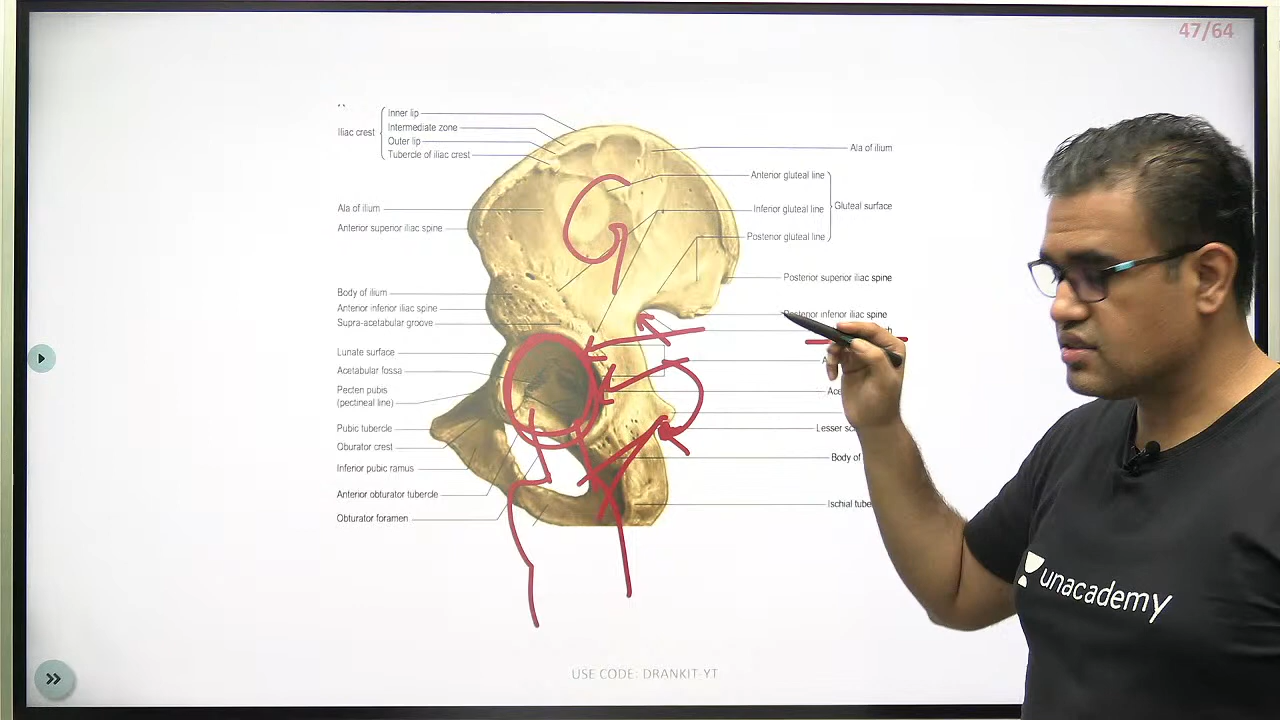 47/64
Inner lip
Intermediate zone
Iliac crest
Outer lip
Tubercle of iliac crest
Ala of ilium
Anterior gluteal line
Ala of ilium
Inferior gluteal line
Gluteal surface
Anterior superior iliac spine
Posterior gluteal line
Posterior superior iliac spine
Body of ilium
Anterior inferior iliac spine
Posterior inferior iliac spine
Supra-acetabular groove
Lunate surface
Acetabular fossa
Pecten pubis
(pectineal line)
Pubic tubercle
Lesser
Oburator crest
Body of
Inferior pubic ramus
Anterior obturator tubercle
Ischial
Obturator foramen
unacademy
USE CODE: DRANKIT-YT